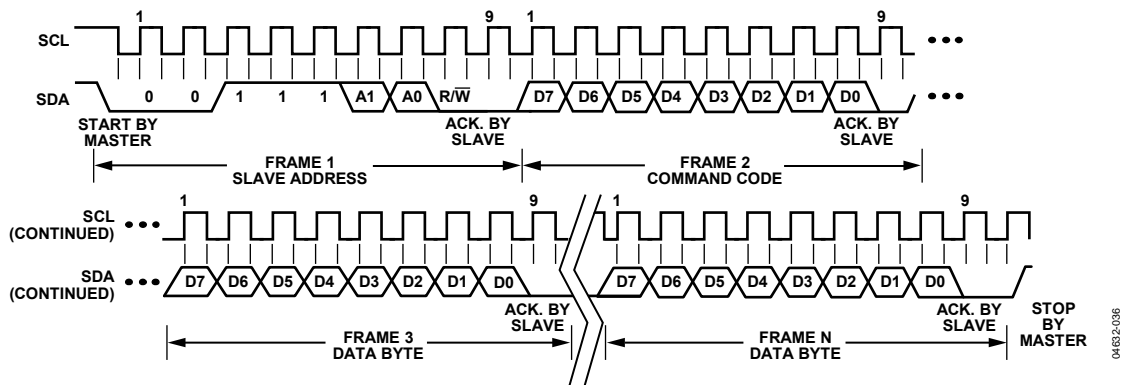 1 9 1 9
SCL
SDA
0 0 1 1 1 A1 A0 R/W̅ D7 D6 D5 D4 D3 D2 D1 D0
START BY
MASTER
ACK. BY
SLAVE
ACK. BY
SLAVE
FRAME 1
SLAVE ADDRESS
FRAME 2
COMMAND CODE
1 9 1 9
SCL
(CONTINUED)
SDA
(CONTINUED)
D7 D6 D5 D4 D3 D2 D1 D0 D7 D6 D5 D4 D3 D2 D1 D0
ACK. BY
SLAVE
ACK. BY
SLAVE
STOP
BY
MASTER
FRAME 3
DATA BYTE
FRAME N
DATA BYTE
04632-036